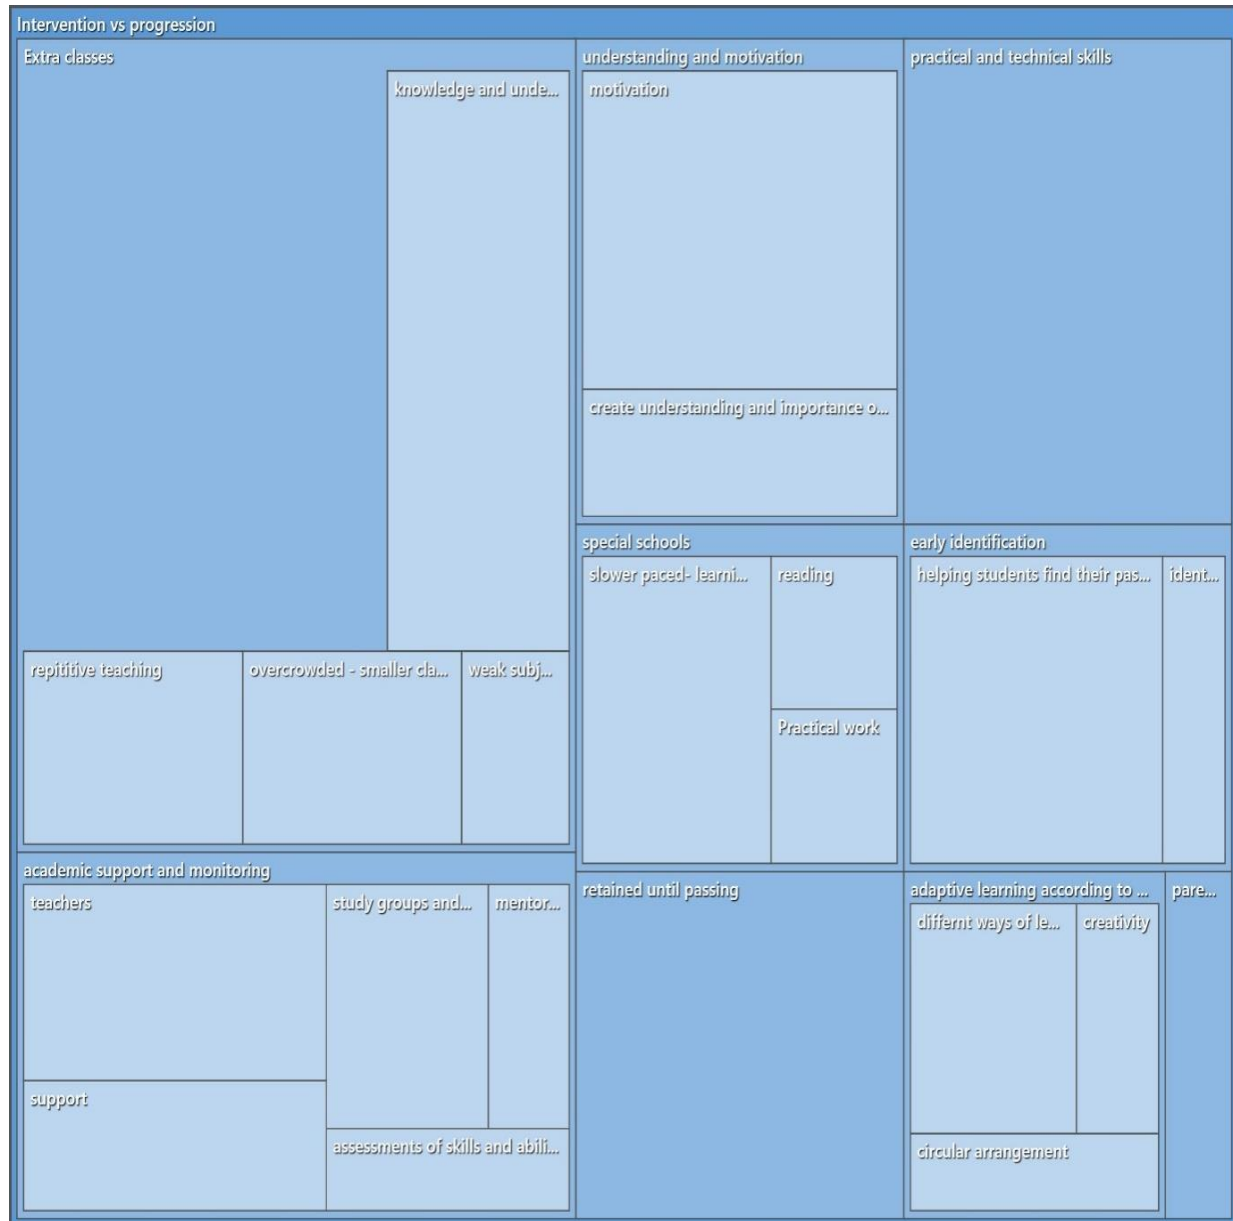 Intervention vs progression
Extra classes
knowledge and unde...
repititive teaching
overcrowded - smaller cla...
weak subj...
academic support and monitoring
teachers
study groups and...
mentor...
support
assessments of skills and abili...
understanding and motivation
motivation
create understanding and importance o...
practical and technical skills
special schools
slower paced- learni...
reading
Practical work
early identification
helping students find their pas...
ident...
retained until passing
adaptive learning according to ...
differnt ways of le...
creativity
circular arrangement
pare...